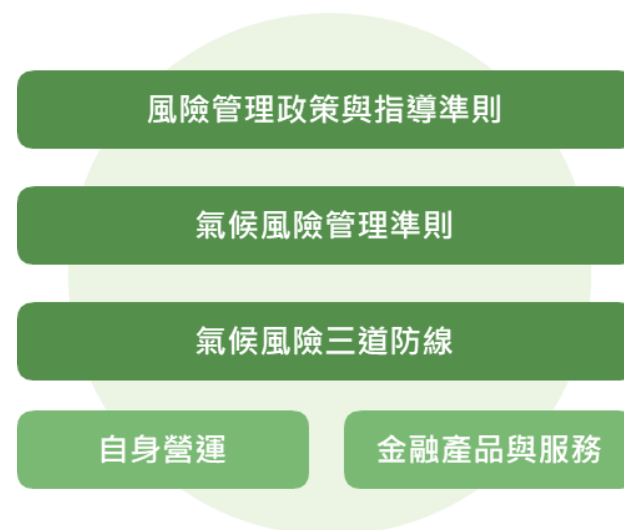 風險管理政策與指導準則
氣候風險管理準則
氣候風險三道防線
自身營運
金融產品與服務